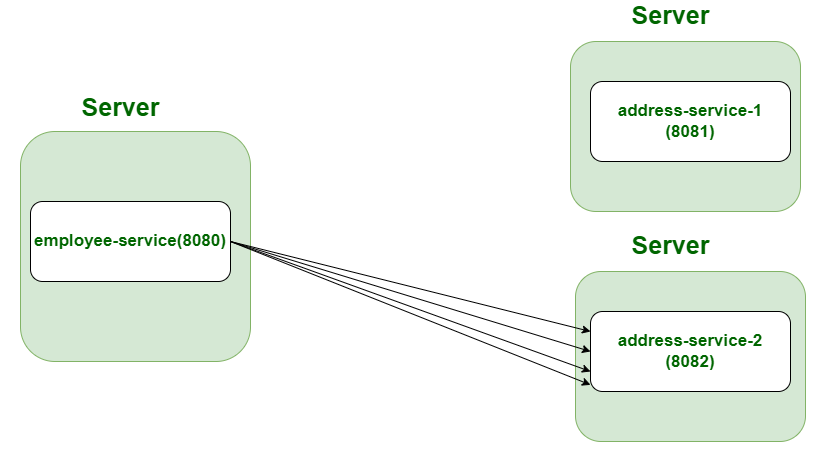 Server
address-service-1
(8081)
Server
employee-service(8080)
Server
address-service-2
(8082)